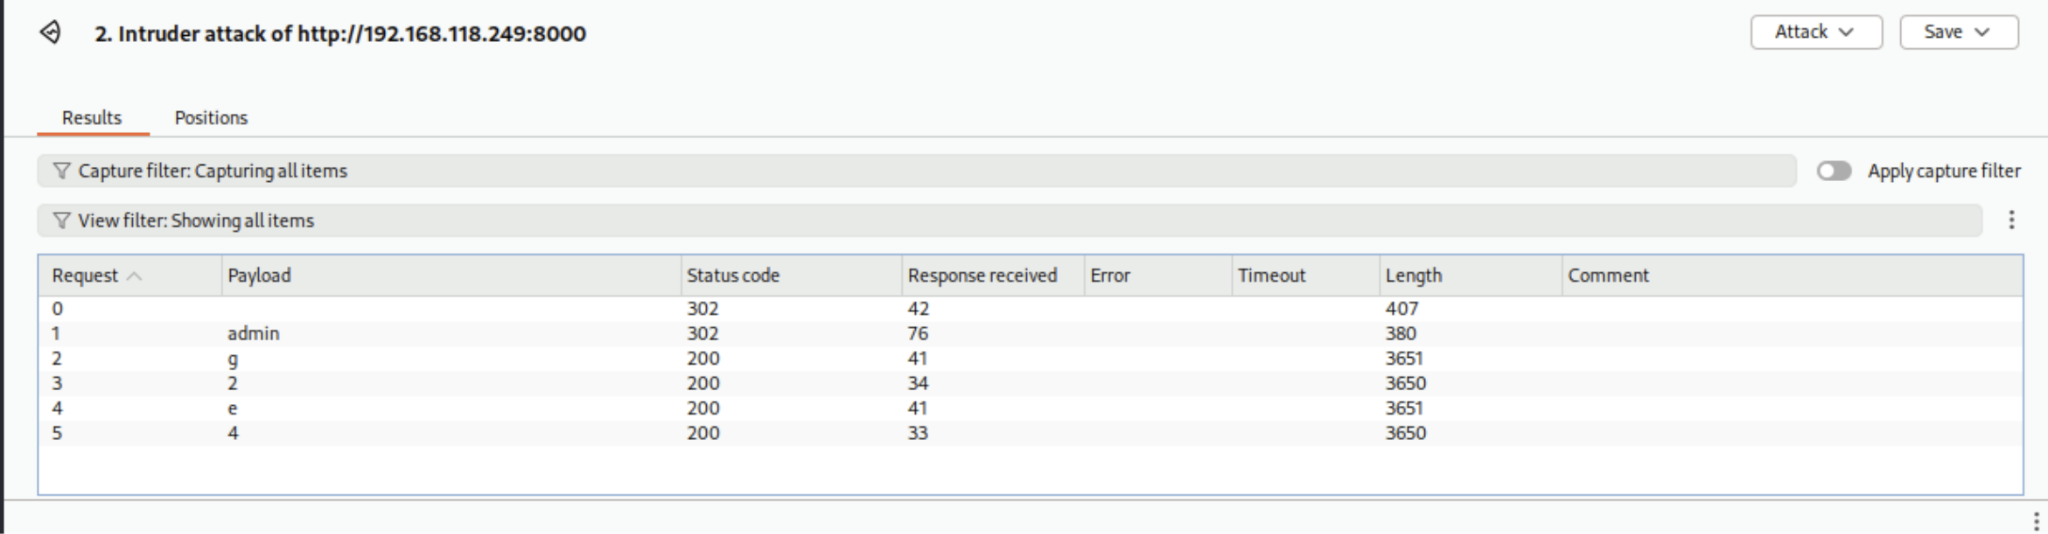 2. Intruder attack of http://192.168.118.249:8000
Attack
Save
Results Positions
Capture filter: Capturing all items
Apply capture filter
View filter: Showing all items
Request Payload Status code Response received Error Timeout Length Comment
0 302 42 407
1 admin 302 76 380
2 g 200 41 3651
3 2 200 34 3650
4 e 200 41 3651
5 4 200 33 3650